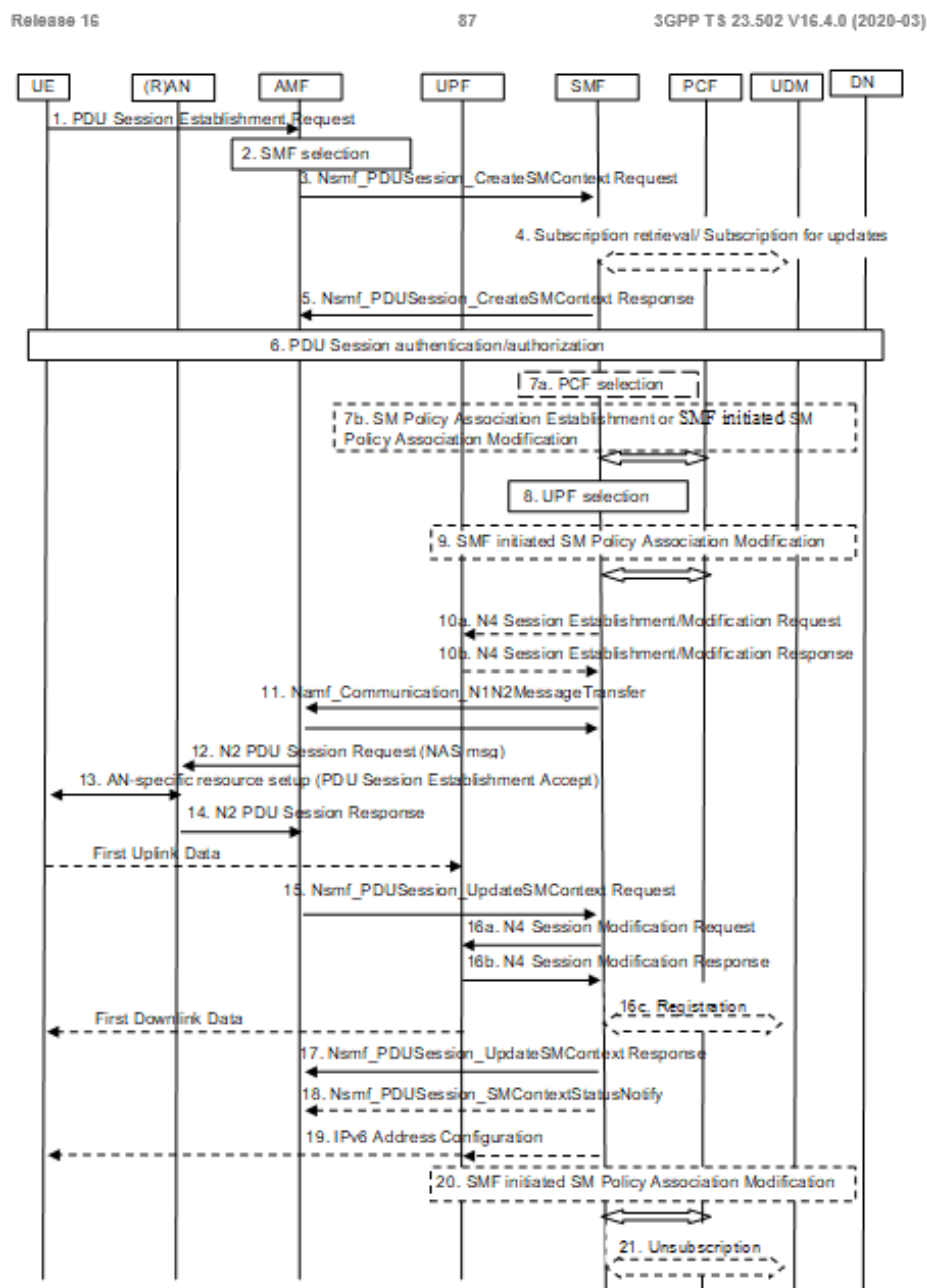 Release 16
87
3GPP TS 23.502 V16.4.0 (2020-03)
UE
(R)AN
AMF
UPF
SMF
PCF
UDM
DN
1. PDU Session Establishment Request
2. SMF selection
3. Nsmf_PDUSession_CreateSMContext Request
4. Subscription retrieval/ Subscription for updates
5. Nsmf_PDUSession_CreateSMContext Response
6. PDU Session authentication/authorization
7a. PCF selection
7b. SM Policy Association Establishment or SMF initiated SM
Policy Association Modification
8. UPF selection
9. SMF initiated SM Policy Association Modification
10a. N4 Session Establishment/Modification Request
10b. N4 Session Establishment/Modification Response
11. Namf_Communication_N1N2MessageTransfer
12. N2 PDU Session Request (NAS msg)
13. AN-specific resource setup (PDU Session Establishment Accept)
14. N2 PDU Session Response
First Uplink Data
15. Nsmf_PDUSession_UpdateSMContext Request
16a. N4 Session Modification Request
16b. N4 Session Modification Response
16c. Registration
First Downlink Data
17. Nsmf_PDUSession_UpdateSMContext Response
18. Nsmf_PDUSession_SMContextStatusNotify
19. IPv6 Address Configuration
20. SMF initiated SM Policy Association Modification
21. Unsubscription